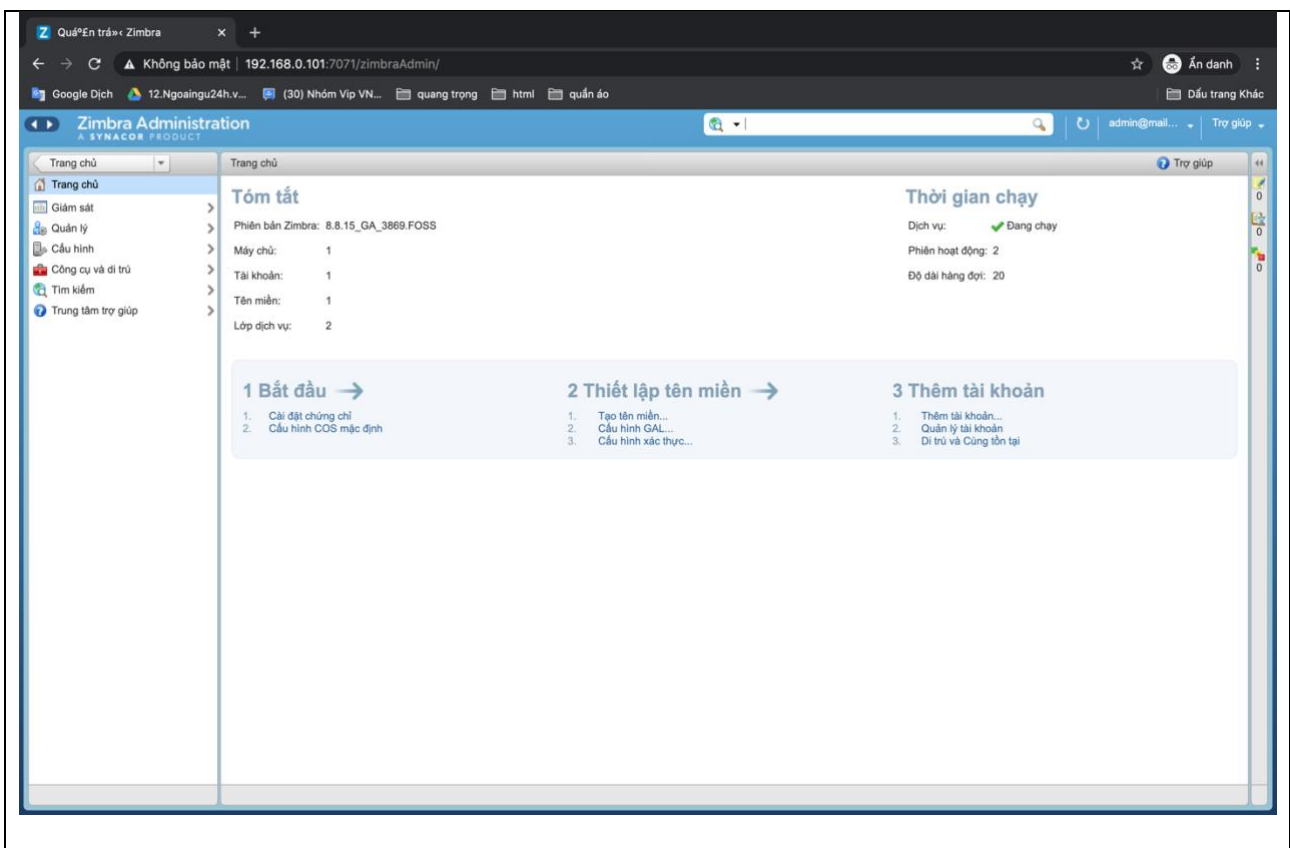 Quáº£n trá»‹ Zimbra
Không bảo mật 192.168.0.101:7071/zimbraAdmin/
Ẩn danh
Google Dịch 12.Ngoaingu24h.v... (30) Nhóm Vip VN... quang trọng html quần áo
Dấu trang Khác
Zimbra Administration
A SYNACOR PRODUCT
admin@mail... Trợ giúp
Trang chủ
Trang chủ
Trợ giúp
Trang chủ
Giám sát
Quản lý
Cấu hình
Công cụ và di trú
Tìm kiếm
Trung tâm trợ giúp
Tóm tắt
Phiên bản Zimbra: 8.8.15_GA_3869.FOSS
Máy chủ: 1
Tài khoản: 1
Tên miền: 1
Lớp dịch vụ: 2
Thời gian chạy
Dịch vụ: Đang chạy
Phiên hoạt động: 2
Độ dài hàng đợi: 20
0
0
0
1 Bắt đầu
1. Cài đặt chứng chỉ
2. Cấu hình COS mặc định
2 Thiết lập tên miền
1. Tạo tên miền...
2. Cấu hình GAL...
3. Cấu hình xác thực...
3 Thêm tài khoản
1. Thêm tài khoản...
2. Quản lý tài khoản
3. Di trú và Cùng tồn tại